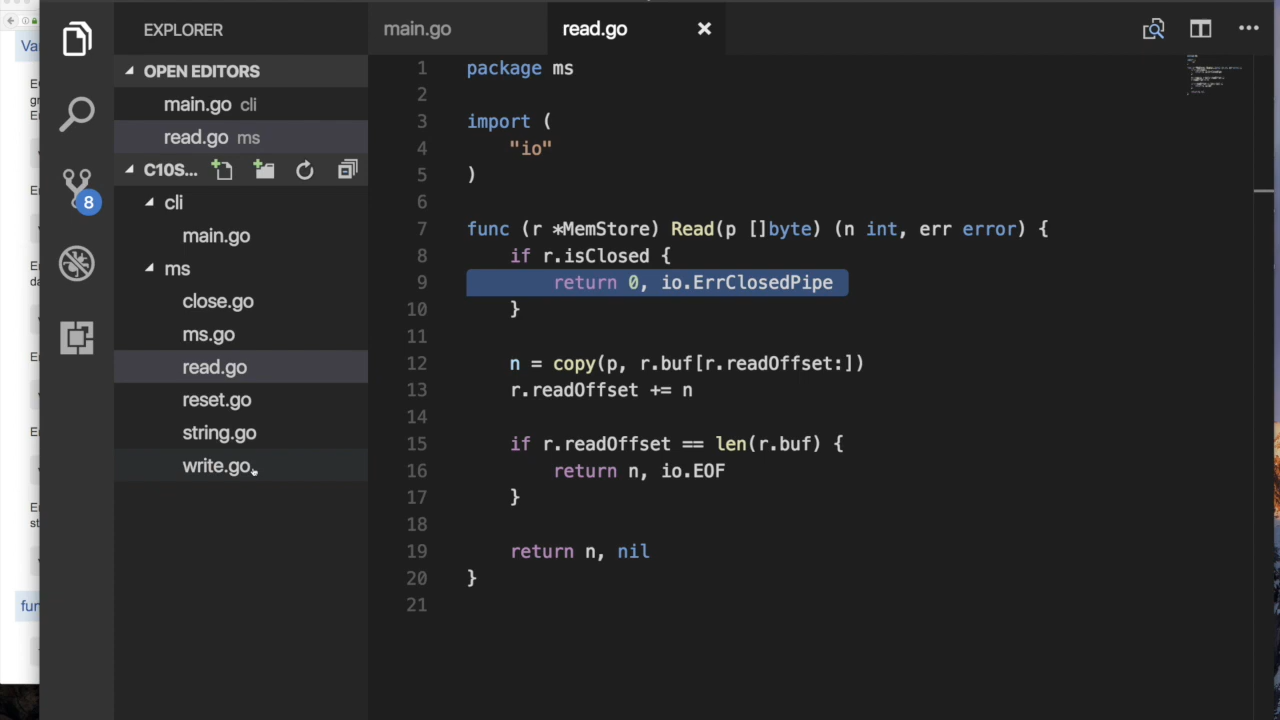 Va
EXPLORER
main.go
read.go
OPEN EDITORS
main.go cli
read.go ms
C10S...
cli
main.go
ms
close.go
ms.go
read.go
reset.go
string.go
write.go
8
1 package ms
2
3 import (
4 "io"
5 )
6
7 func (r *MemStore) Read(p []byte) (n int, err error) {
8 if r.isClosed {
9 return 0, io.ErrClosedPipe
10 }
11
12 n = copy(p, r.buf[r.readOffset:])
13 r.readOffset += n
14
15 if r.readOffset == len(r.buf) {
16 return n, io.EOF
17 }
18
19 return n, nil
20 }
21